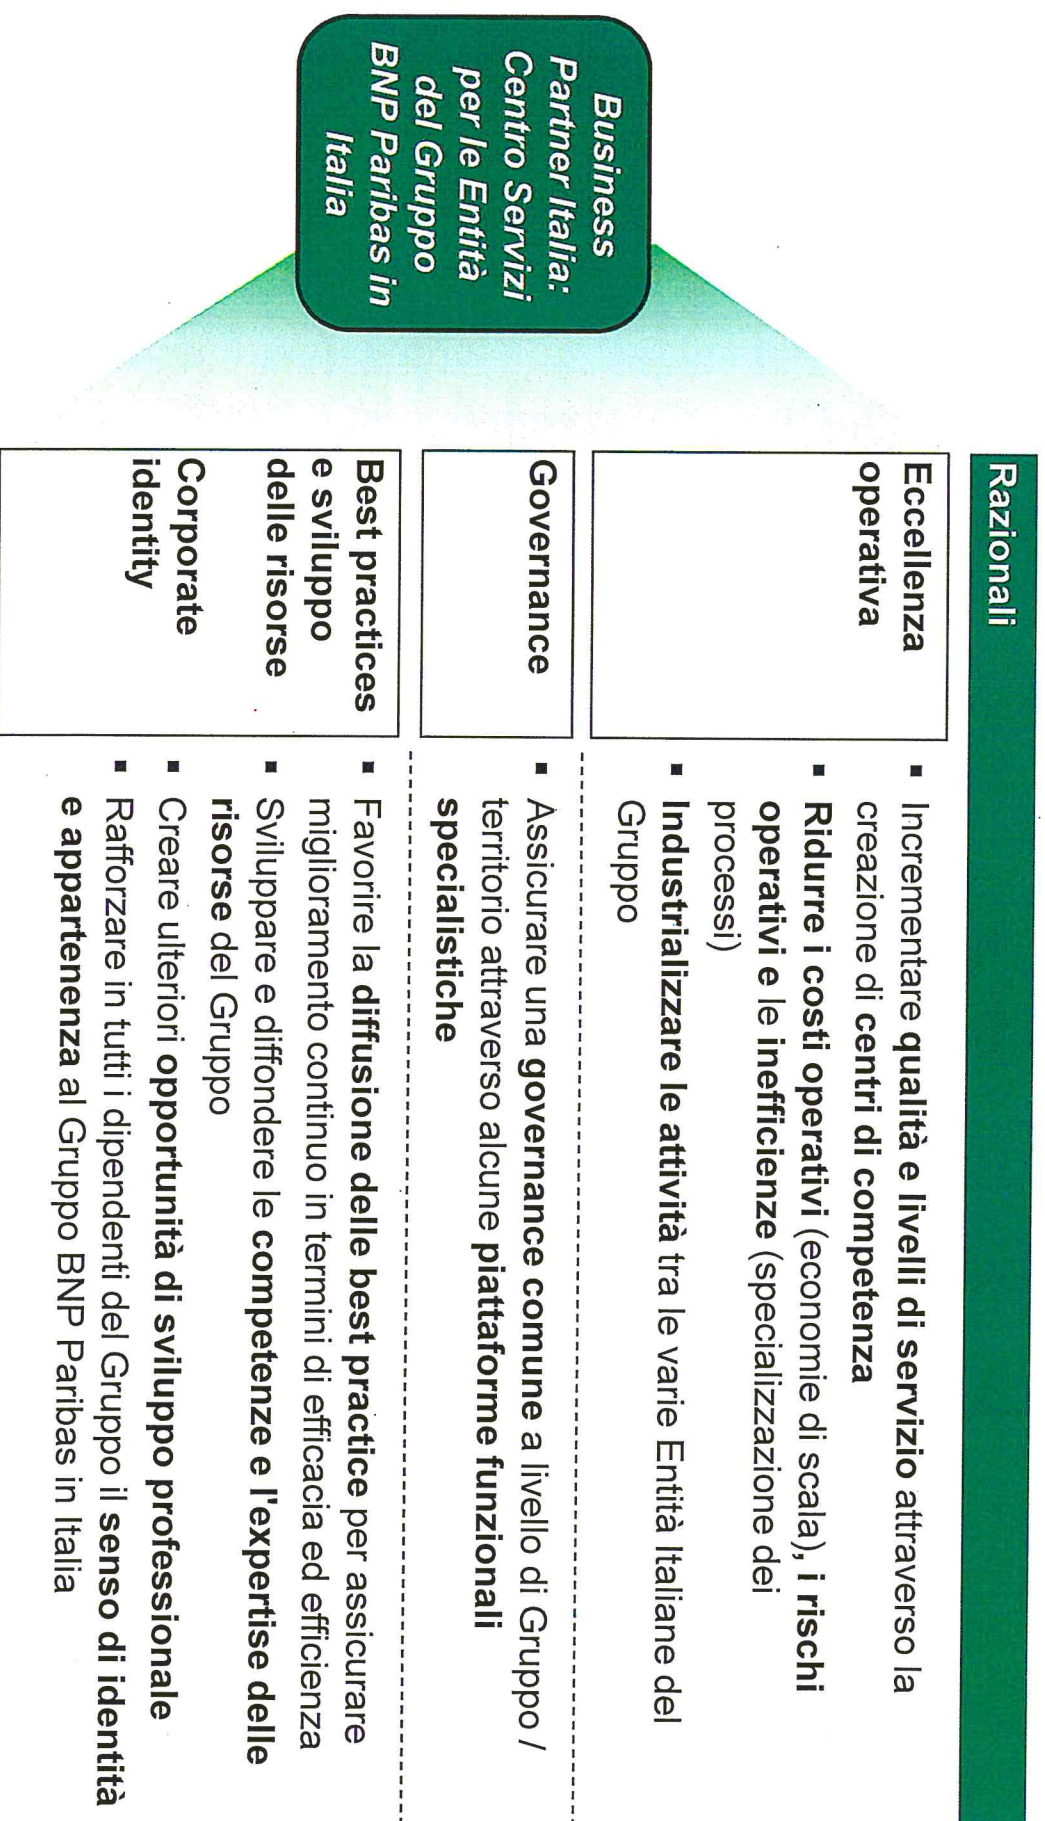 Razionali
Business
Partner Italia:
Centro Servizi
per le Entità
del Gruppo
BNP Paribas in
Italia
Eccellenza
operativa
▪ Incrementare qualità e livelli di servizio attraverso la
creazione di centri di competenza
▪ Ridurre i costi operativi (economie di scala), i rischi
operativi e le inefficienze (specializzazione dei
processi)
▪ Industrializzare le attività tra le varie Entità Italiane del
Gruppo
Governance
▪ Assicurare una governance comune a livello di Gruppo /
territorio attraverso alcune piattaforme funzionali
specialistiche
Best practices
e sviluppo
delle risorse
Corporate
identity
▪ Favorire la diffusione delle best practice per assicurare
miglioramento continuo in termini di efficacia ed efficienza
▪ Sviluppare e diffondere le competenze e l'expertise delle
risorse del Gruppo
▪ Creare ulteriori opportunità di sviluppo professionale
▪ Rafforzare in tutti i dipendenti del Gruppo il senso di identità
e appartenenza al Gruppo BNP Paribas in Italia